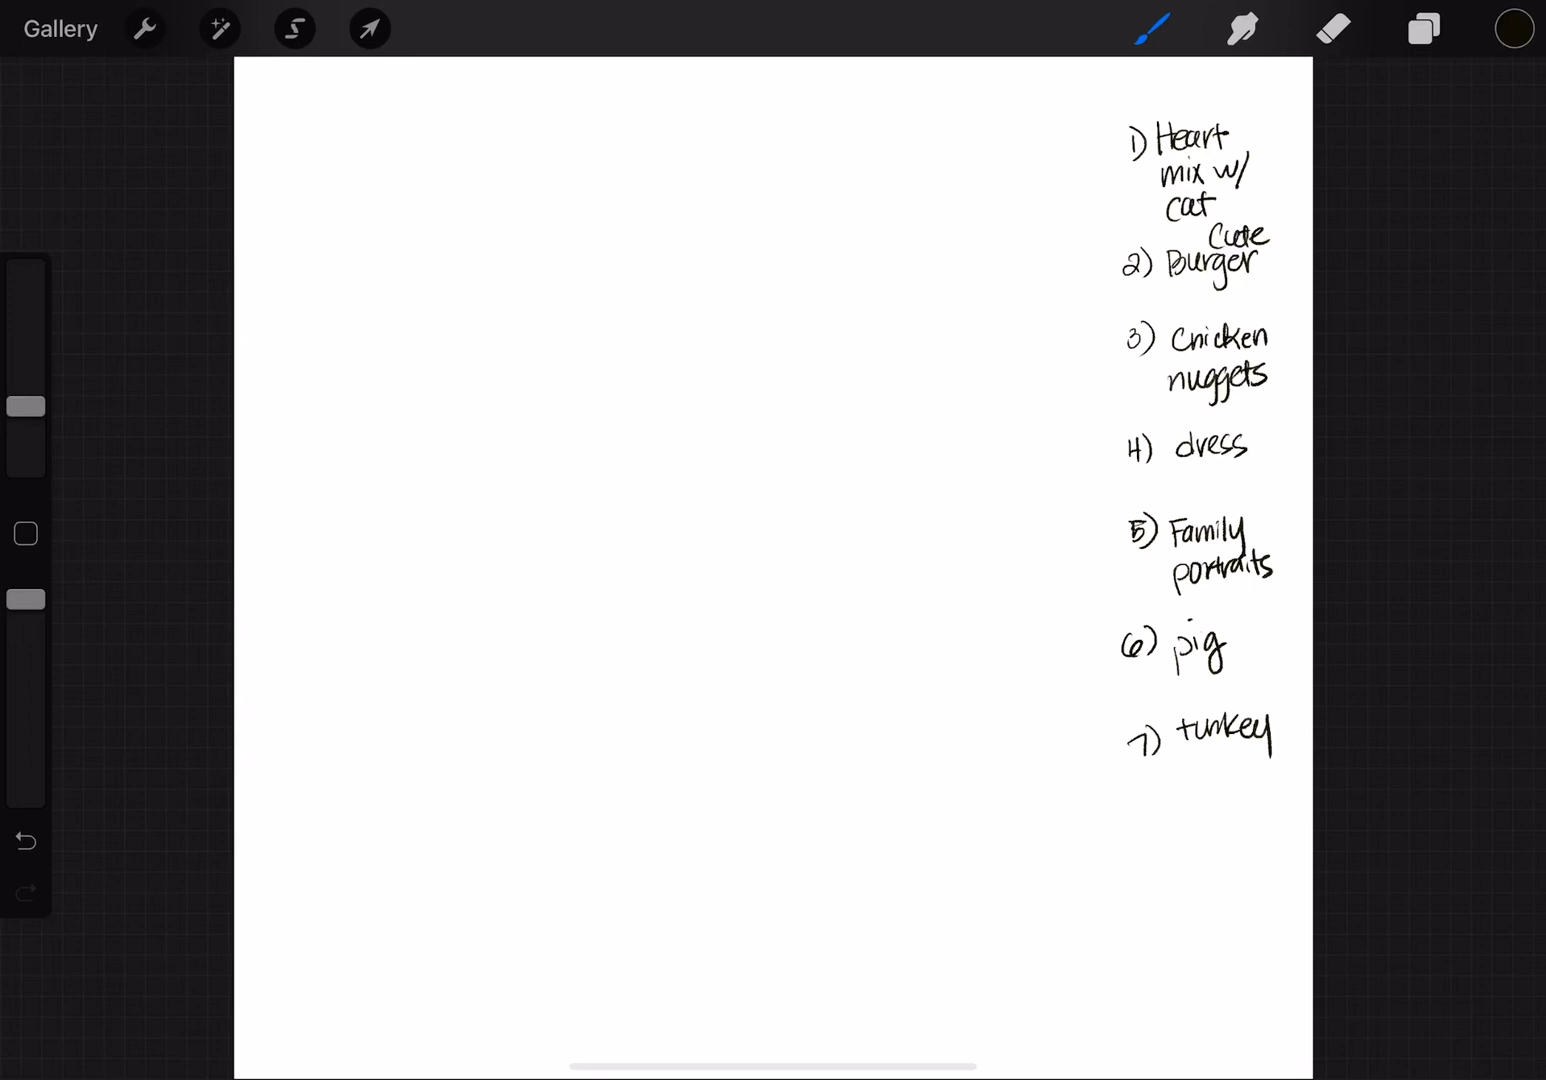 Gallery
1) Heart
mix w/
cat
cute
2) Burger
3) Chicken
nuggets
4) dress
5) Family
portraits
6) pig
7) turkey